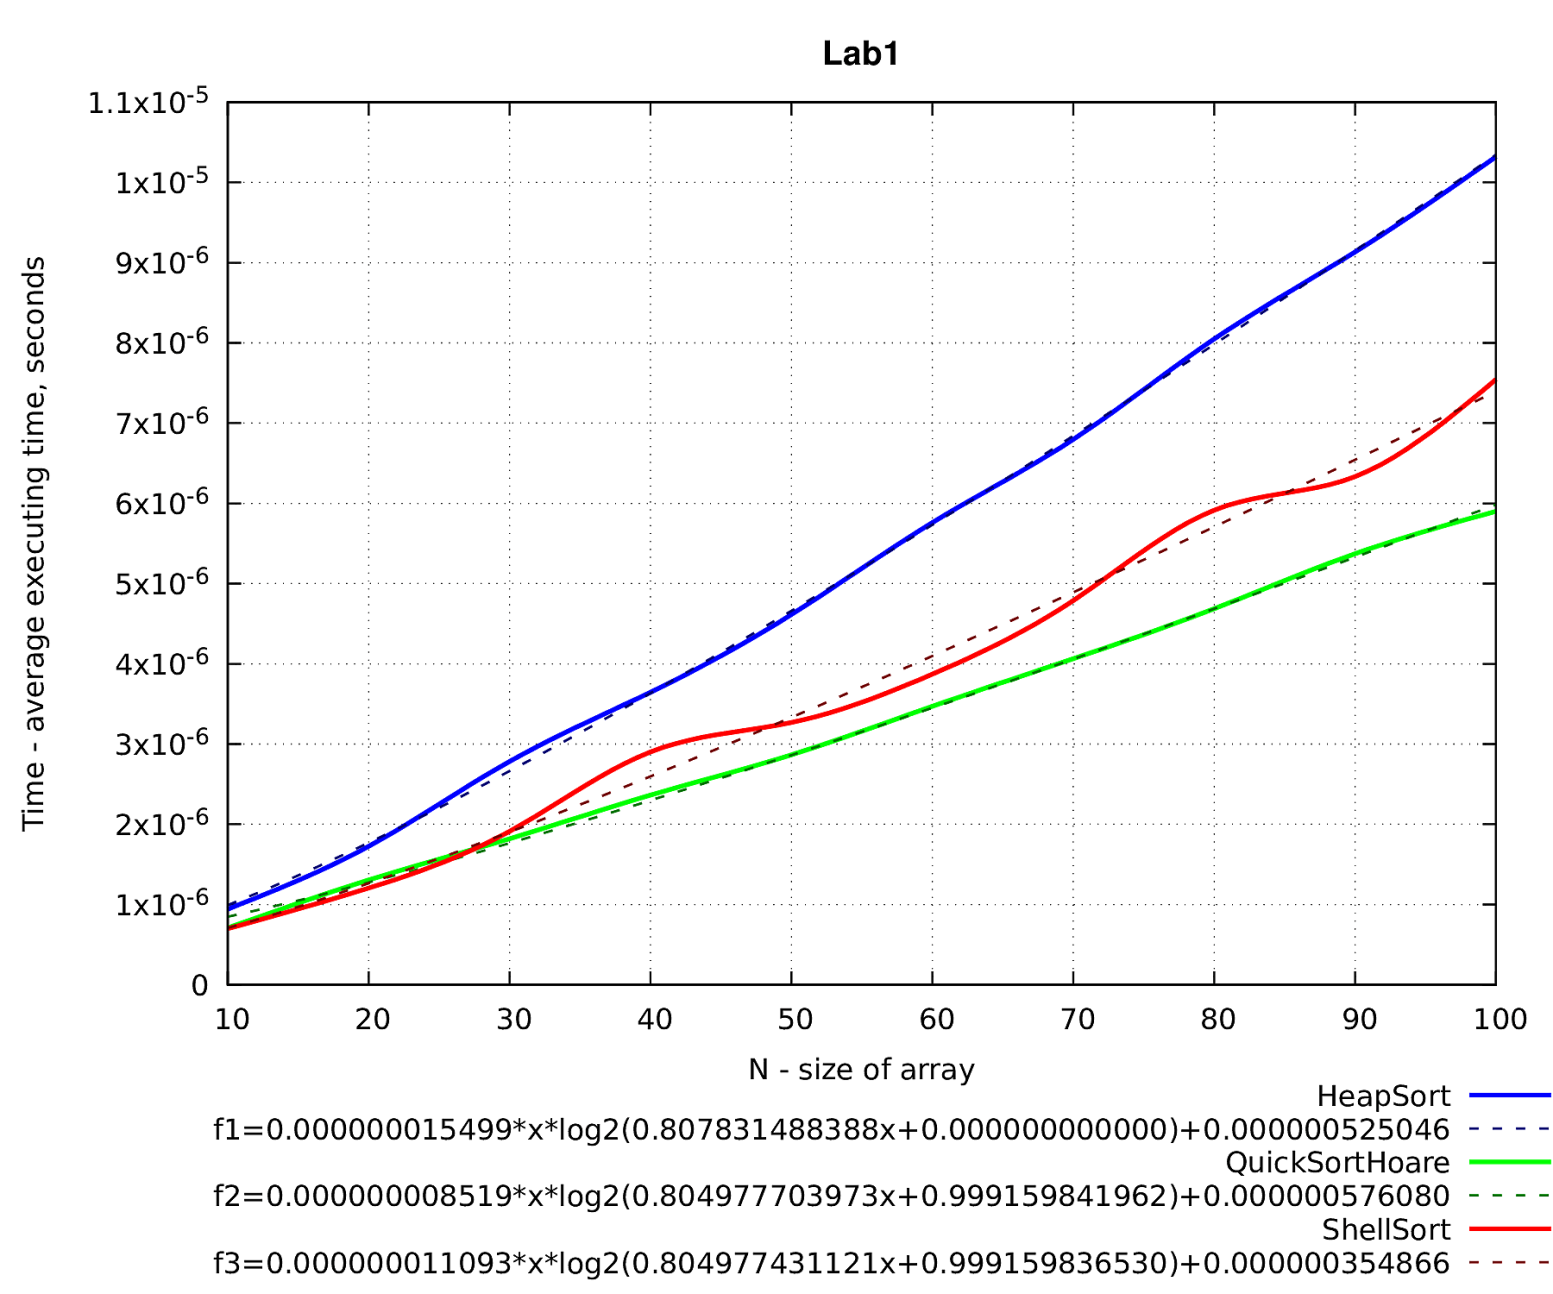 Lab1
1.1x10-5
1x10-5
9x10-6
8x10-6
7x10-6
6x10-6
5x10-6
4x10-6
3x10-6
2x10-6
1x10-6
0
Time - average executing time, seconds
10 20 30 40 50 60 70 80 90 100
N - size of array
HeapSort
f1=0.000000015499*x*log2(0.807831488388x+0.000000000000)+0.000000525046
QuickSortHoare
f2=0.000000008519*x*log2(0.804977703973x+0.999159841962)+0.000000576080
ShellSort
f3=0.000000011093*x*log2(0.804977431121x+0.999159836530)+0.000000354866